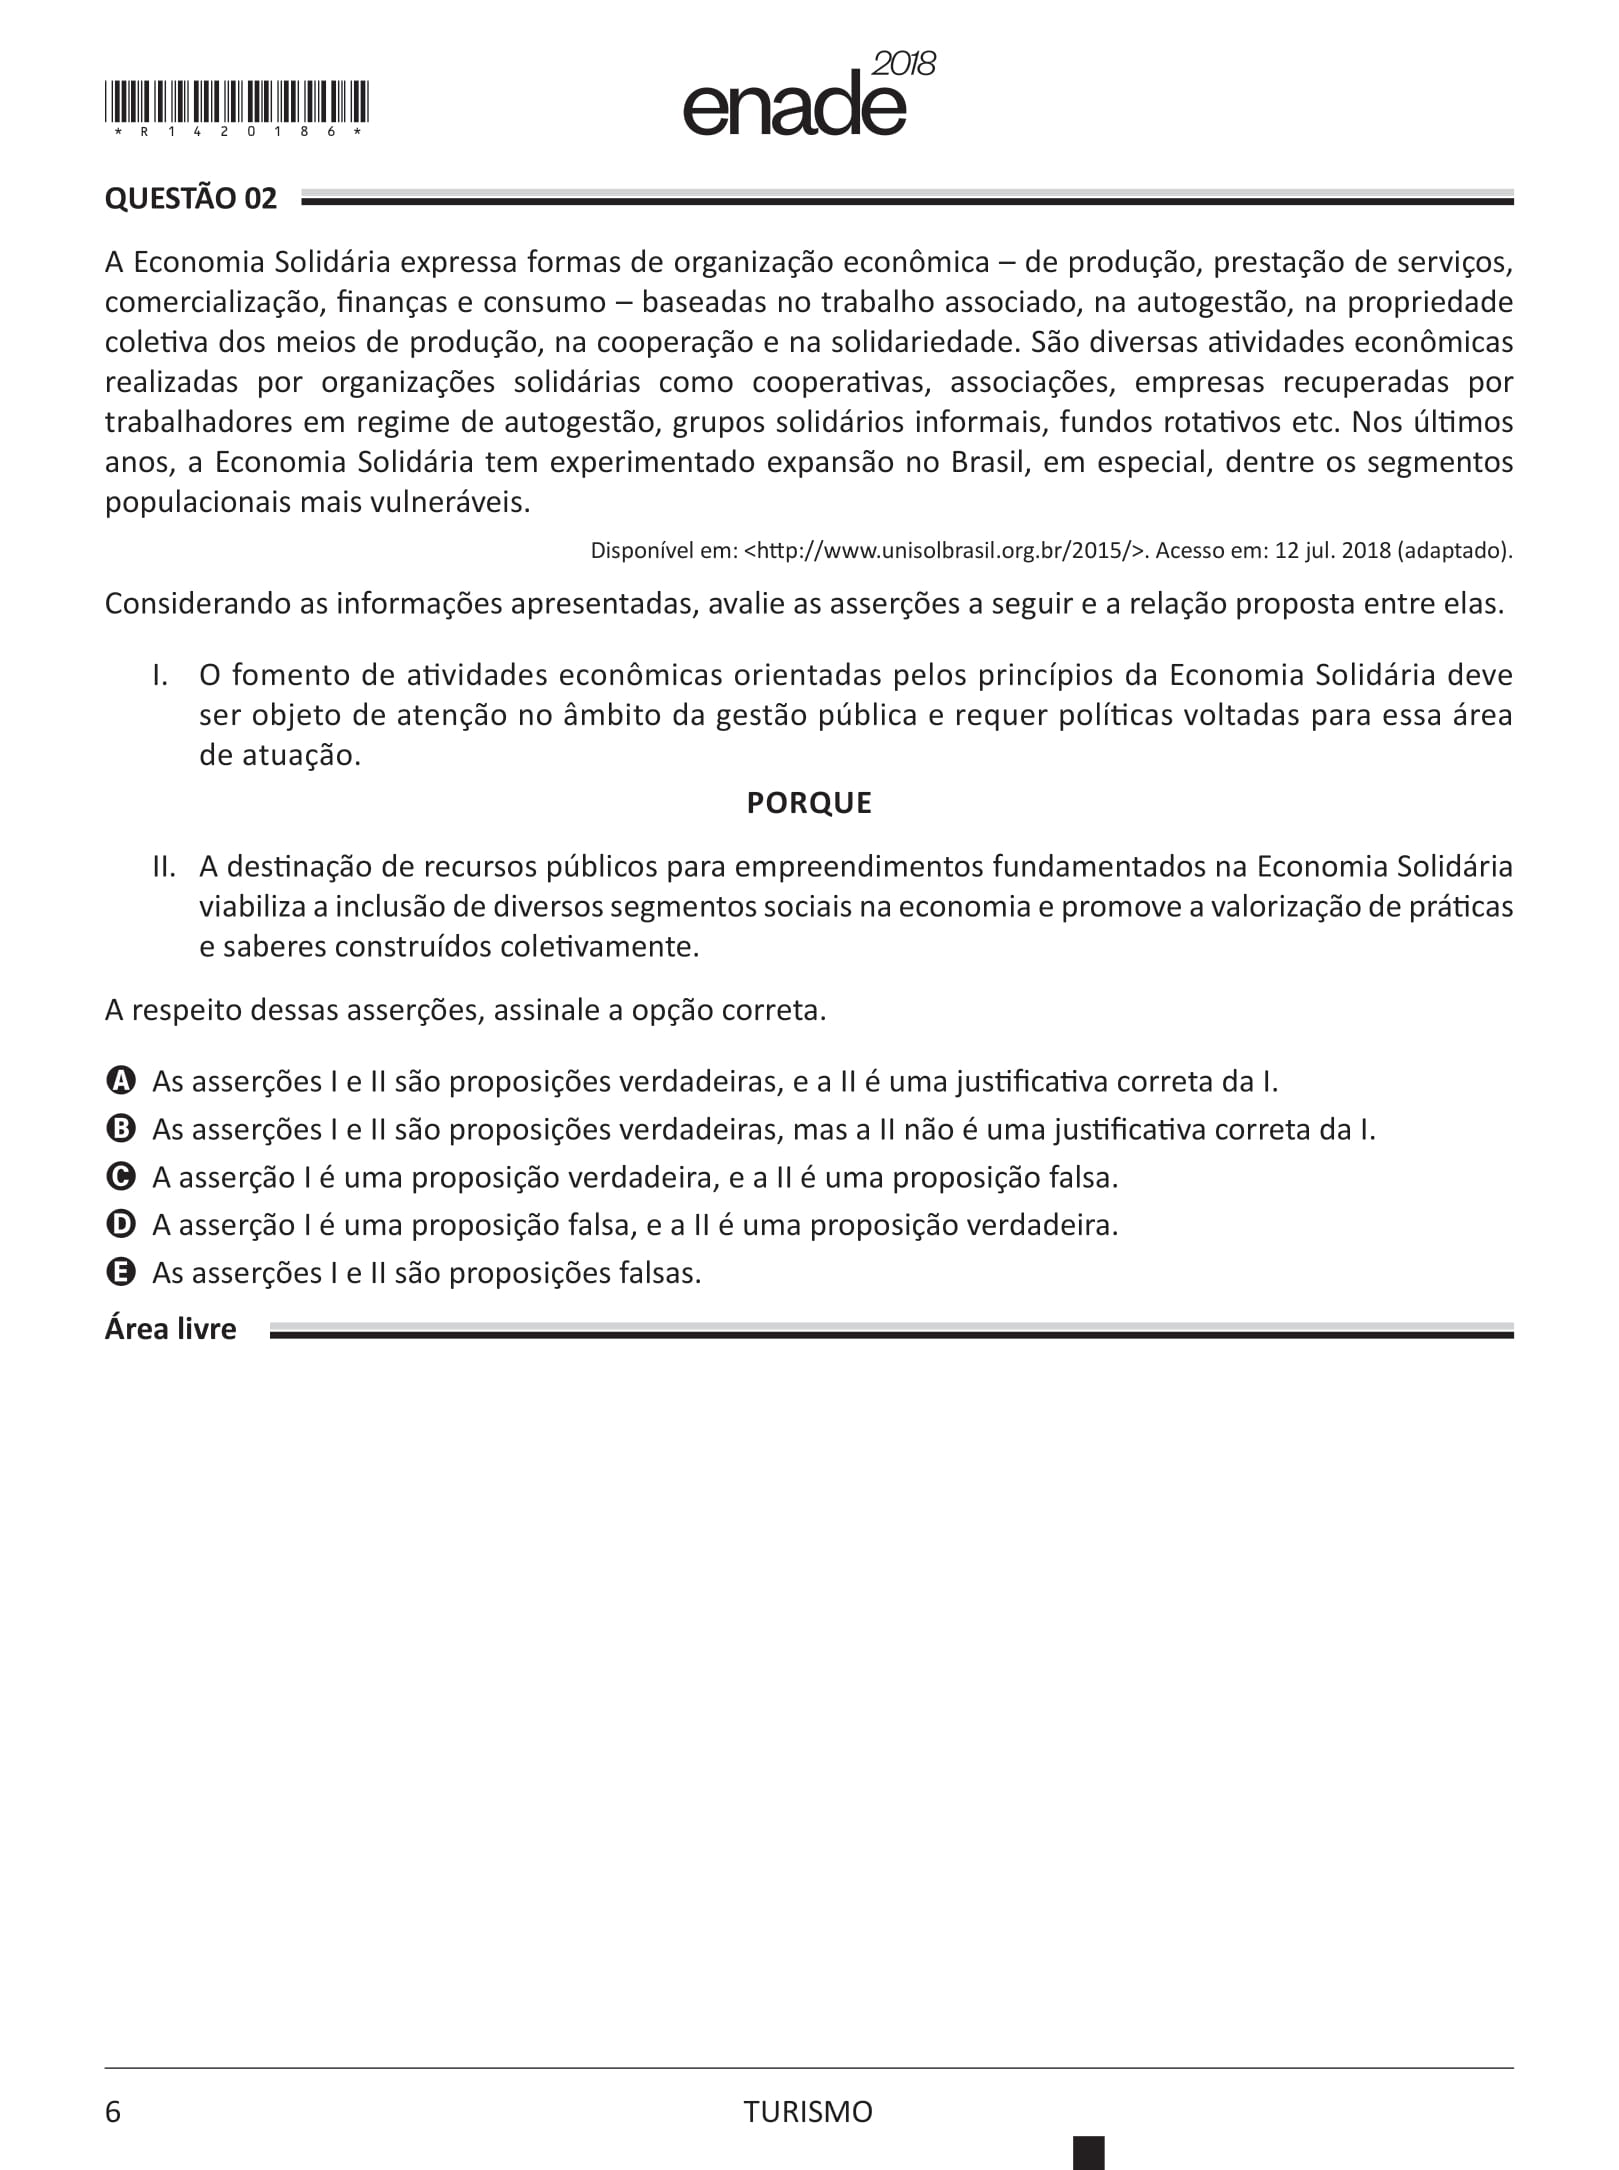 enade 2018
* R 1 4 2 0 1 8 6 *
QUESTÃO 02
A Economia Solidária expressa formas de organização econômica – de produção, prestação de serviços,
comercialização, finanças e consumo – baseadas no trabalho associado, na autogestão, na propriedade
coletiva dos meios de produção, na cooperação e na solidariedade. São diversas atividades econômicas
realizadas por organizações solidárias como cooperativas, associações, empresas recuperadas por
trabalhadores em regime de autogestão, grupos solidários informais, fundos rotativos etc. Nos últimos
anos, a Economia Solidária tem experimentado expansão no Brasil, em especial, dentre os segmentos
populacionais mais vulneráveis.
Disponível em: <http://www.unisolbrasil.org.br/2015/>. Acesso em: 12 jul. 2018 (adaptado).
Considerando as informações apresentadas, avalie as asserções a seguir e a relação proposta entre elas.
I. O fomento de atividades econômicas orientadas pelos princípios da Economia Solidária deve
ser objeto de atenção no âmbito da gestão pública e requer políticas voltadas para essa área
de atuação.
PORQUE
II. A destinação de recursos públicos para empreendimentos fundamentados na Economia Solidária
viabiliza a inclusão de diversos segmentos sociais na economia e promove a valorização de práticas
e saberes construídos coletivamente.
A respeito dessas asserções, assinale a opção correta.
A As asserções I e II são proposições verdadeiras, e a II é uma justificativa correta da I.
B As asserções I e II são proposições verdadeiras, mas a II não é uma justificativa correta da I.
C A asserção I é uma proposição verdadeira, e a II é uma proposição falsa.
D A asserção I é uma proposição falsa, e a II é uma proposição verdadeira.
E As asserções I e II são proposições falsas.
Área livre
6
TURISMO